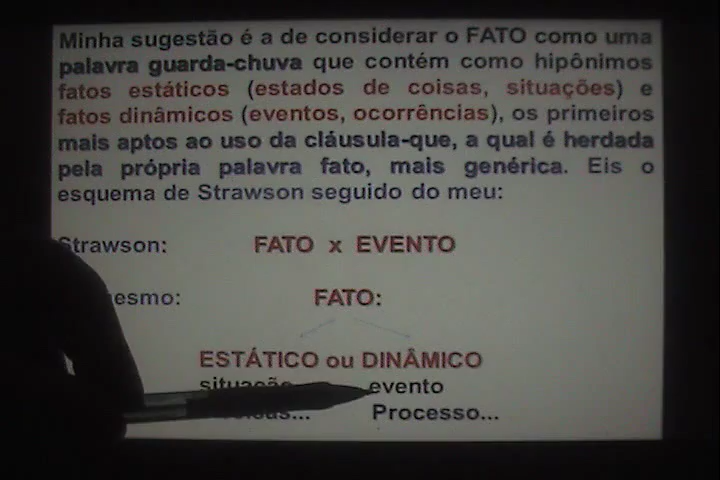 Minha sugestão é a de considerar o FATO como uma
palavra guarda-chuva que contém como hipônimos
fatos estáticos (estados de coisas, situações) e
fatos dinâmicos (eventos, ocorrências), os primeiros
mais aptos ao uso da cláusula-que, a qual é herdada
pela própria palavra fato, mais genérica. Eis o
esquema de Strawson seguido do meu:
Strawson: FATO x EVENTO
FATO:
ESTÁTICO ou DINÂMICO
situação evento
Processo...